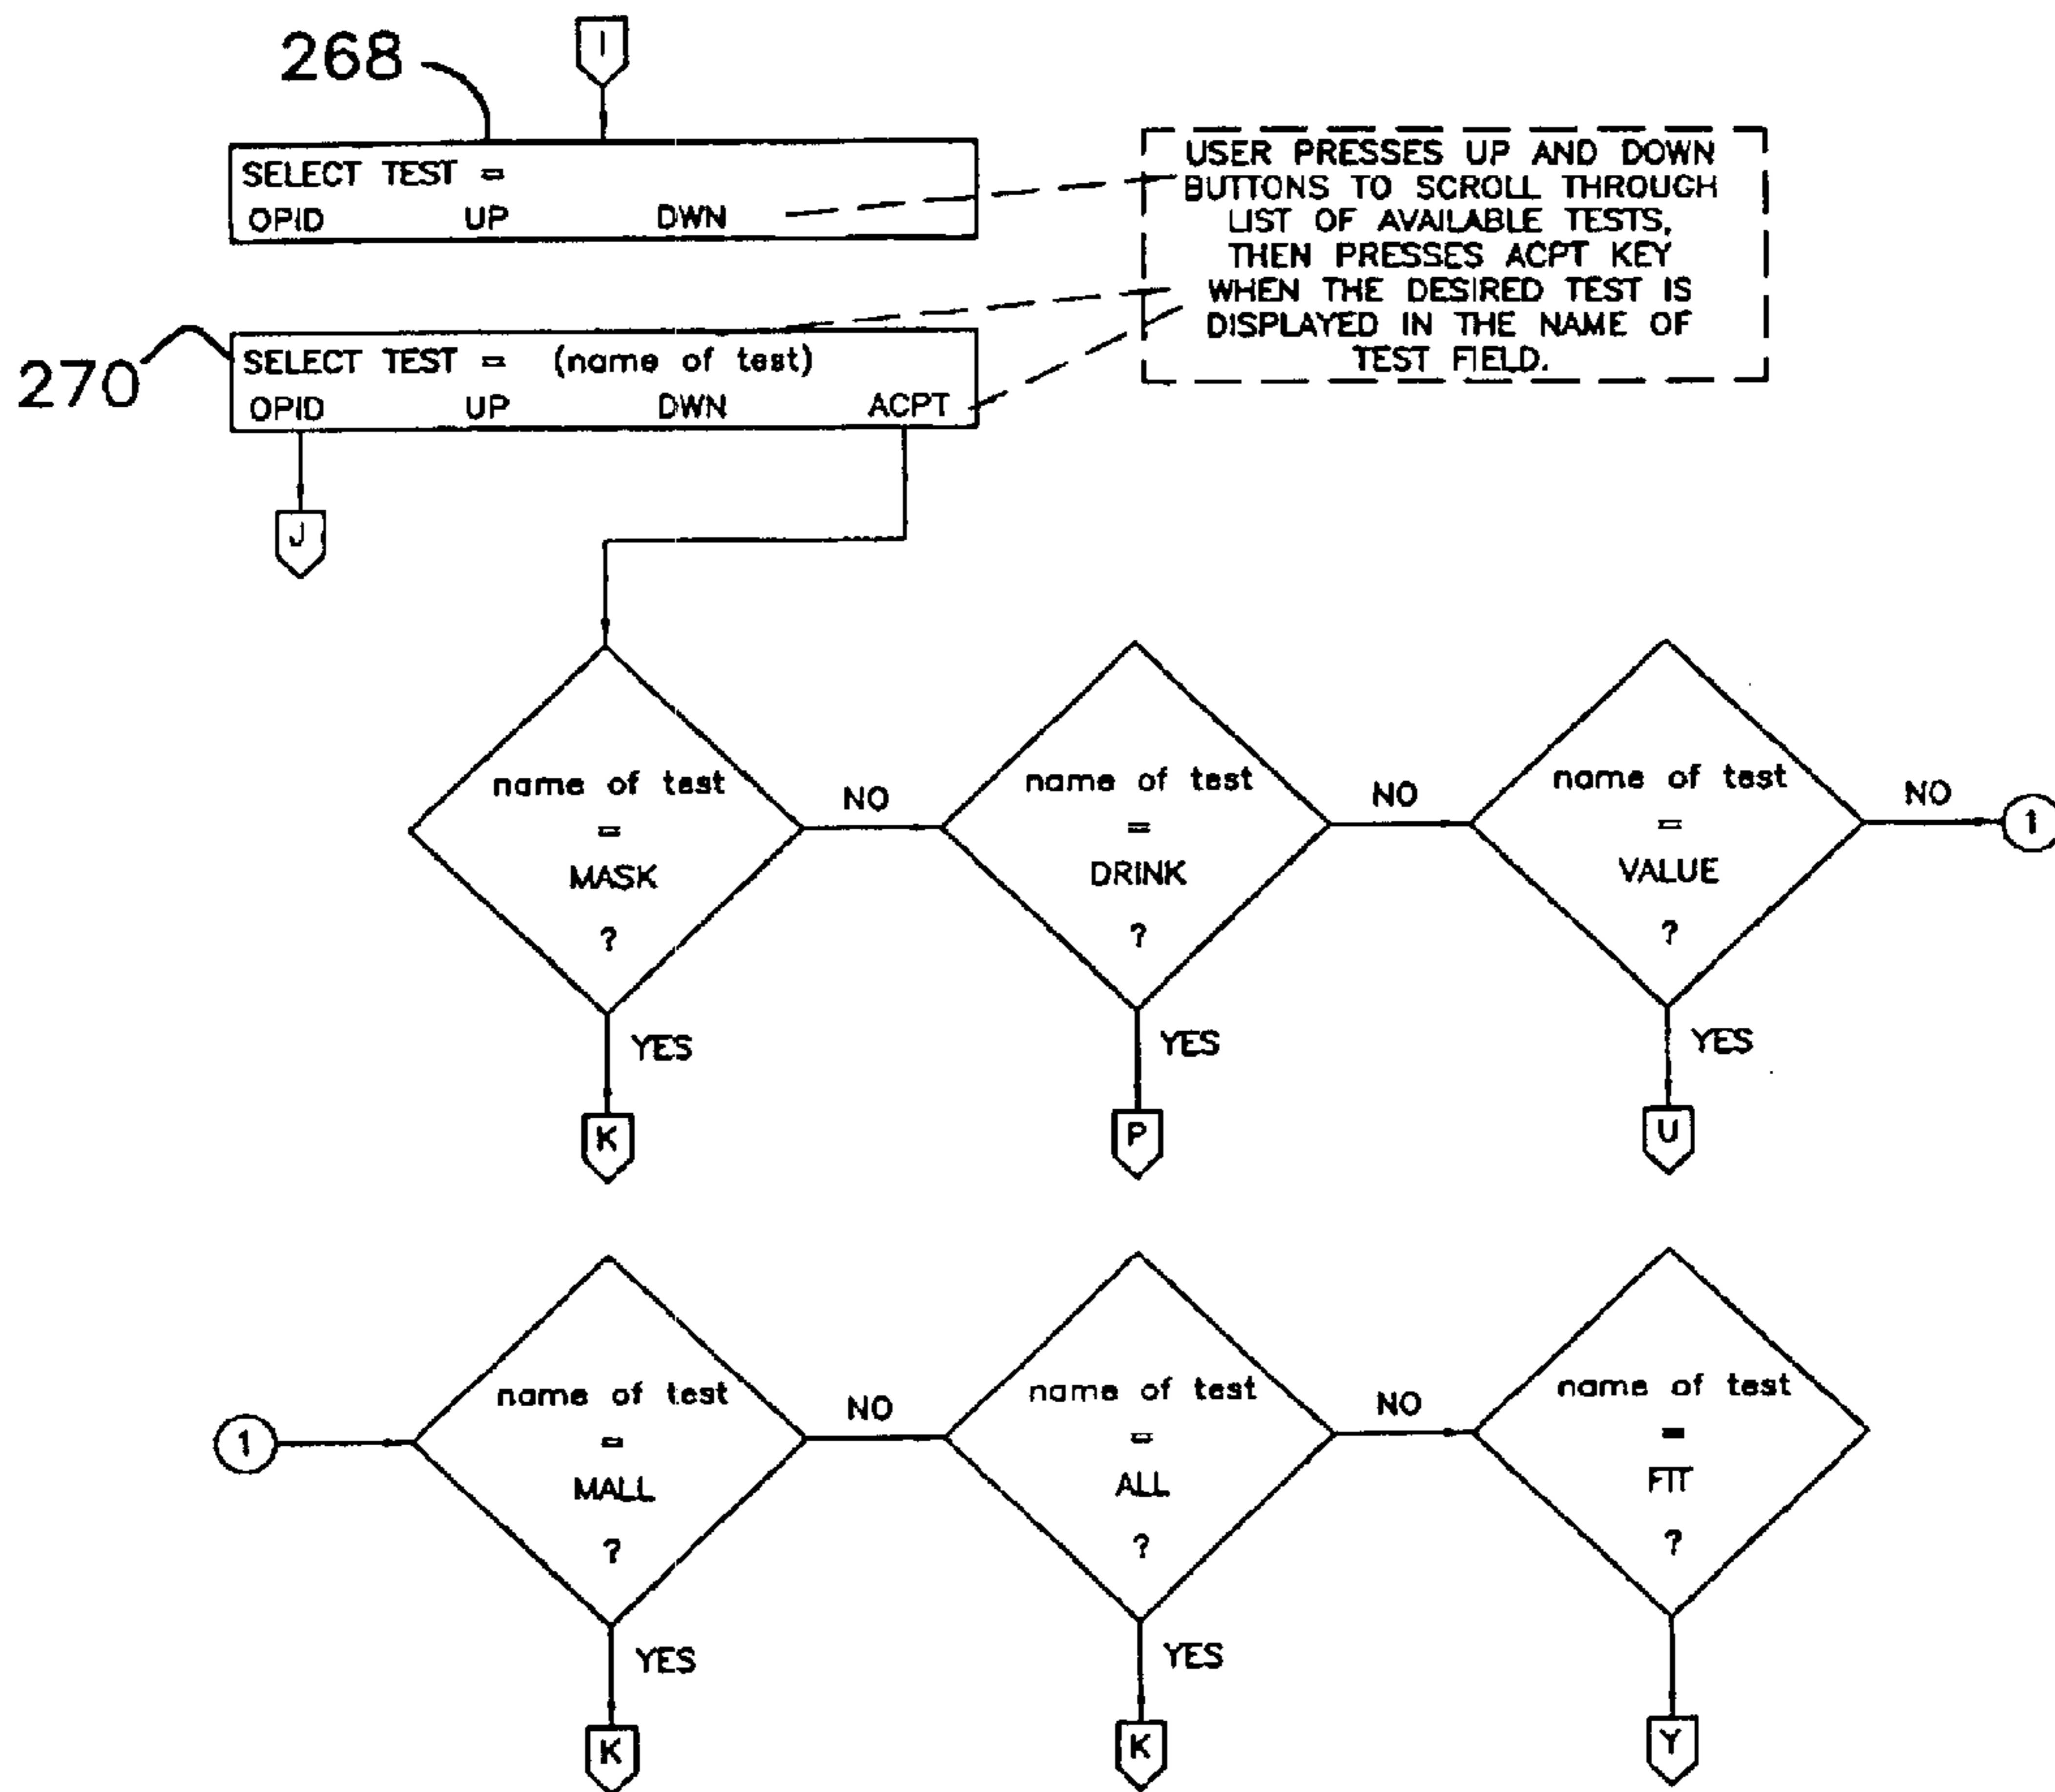 268
I
SELECT TEST =
OPID UP DWN
USER PRESSES UP AND DOWN
BUTTONS TO SCROLL THROUGH
LIST OF AVAILABLE TESTS,
THEN PRESSES ACPT KEY
WHEN THE DESIRED TEST IS
DISPLAYED IN THE NAME OF
TEST FIELD.
270
SELECT TEST = (name of test)
OPID UP DWN ACPT
J
name of test
=
MASK
?
NO
YES
K
name of test
=
DRINK
?
NO
YES
P
name of test
=
VALUE
?
NO
1
YES
U
1
name of test
=
MALL
?
NO
YES
K
name of test
=
ALL
?
NO
YES
K
name of test
=
FIT
?
Y